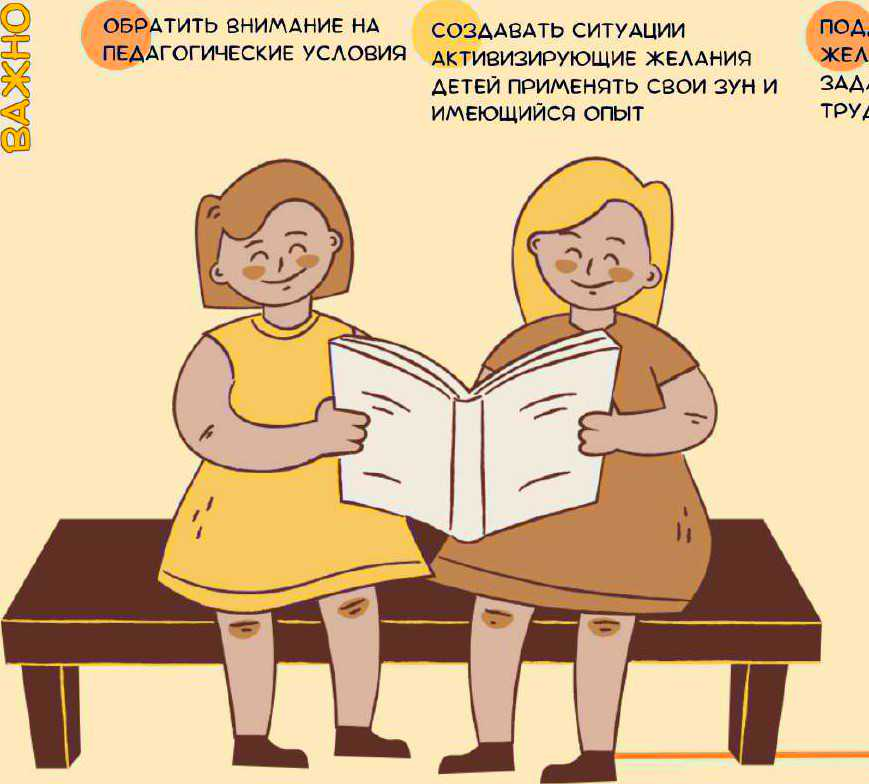 ВАЖНО
ОБРАТИТЬ ВНИМАНИЕ НА
ПЕДАГОГИЧЕСКИЕ УСЛОВИЯ
СОЗДАВАТЬ СИТУАЦИИ
АКТИВИЗИРУЮЩИЕ ЖЕЛАНИЯ
ДЕТЕЙ ПРИМЕНЯТЬ СВОИ ЗУН И
ИМЕЮЩИЙСЯ ОПЫТ